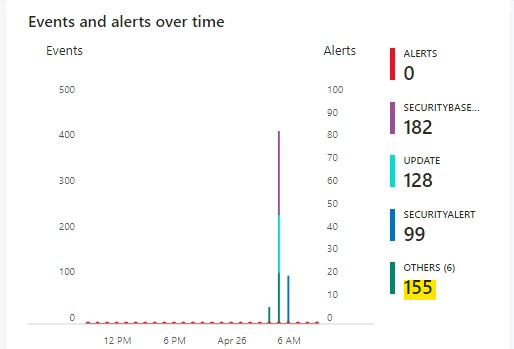 Events and alerts over time
Events
Alerts
500
400
300
200
100
0
100
90
80
70
60
50
40
30
20
10
0
12 PM
6 PM
Apr 26
6 AM
ALERTS
0
SECURITYBASE...
182
UPDATE
128
SECURITYALERT
99
OTHERS (6)
155